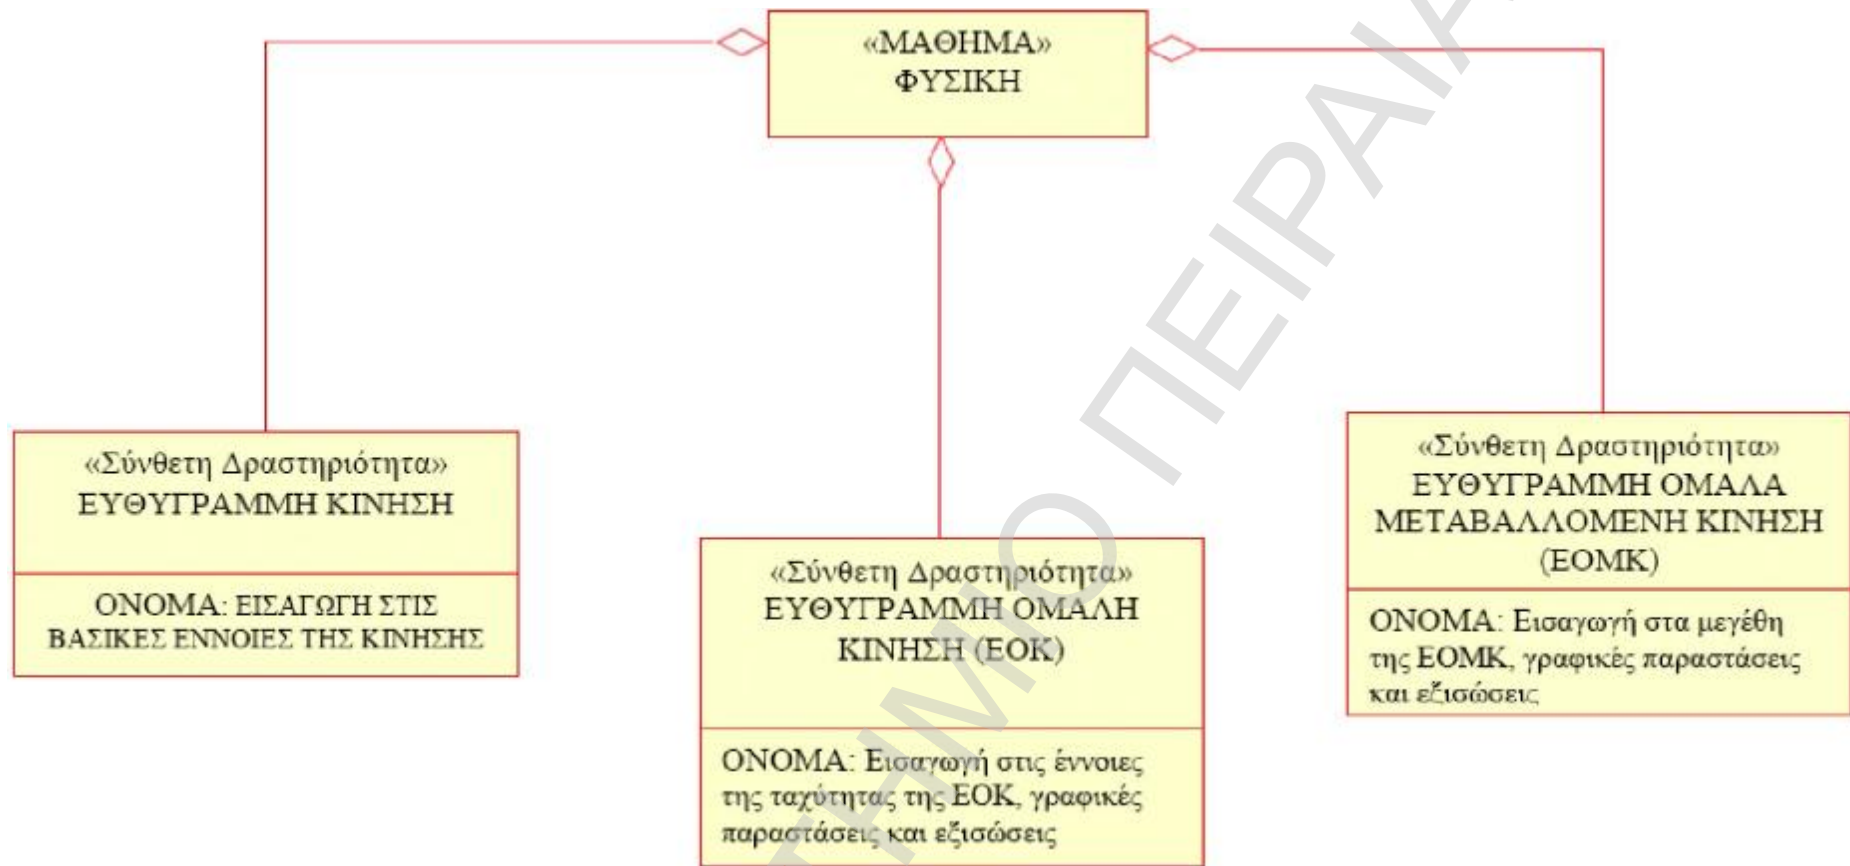 «ΜΑΘΗΜΑ»
ΦΥΣΙΚΗ
«Σύνθετη Δραστηριότητα»
ΕΥΘΥΓΡΑΜΜΗ ΚΙΝΗΣΗ
ΟΝΟΜΑ: ΕΙΣΑΓΩΓΗ ΣΤΙΣ
ΒΑΣΙΚΕΣ ΕΝΝΟΙΕΣ ΤΗΣ ΚΙΝΗΣΗΣ
«Σύνθετη Δραστηριότητα»
ΕΥΘΥΓΡΑΜΜΗ ΟΜΑΛΗ
ΚΙΝΗΣΗ (ΕΟΚ)
ΟΝΟΜΑ: Εισαγωγή στις έννοιες
της ταχύτητας της ΕΟΚ, γραφικές
παραστάσεις και εξισώσεις
«Σύνθετη Δραστηριότητα»
ΕΥΘΥΓΡΑΜΜΗ ΟΜΑΛΑ
ΜΕΤΑΒΑΛΛΟΜΕΝΗ ΚΙΝΗΣΗ
(ΕΟΜΚ)
ΟΝΟΜΑ: Εισαγωγή στα μεγέθη
της ΕΟΜΚ, γραφικές παραστάσεις
και εξισώσεις
ΤΗΜΙΟ ΠΕΙΡΑΙΑ